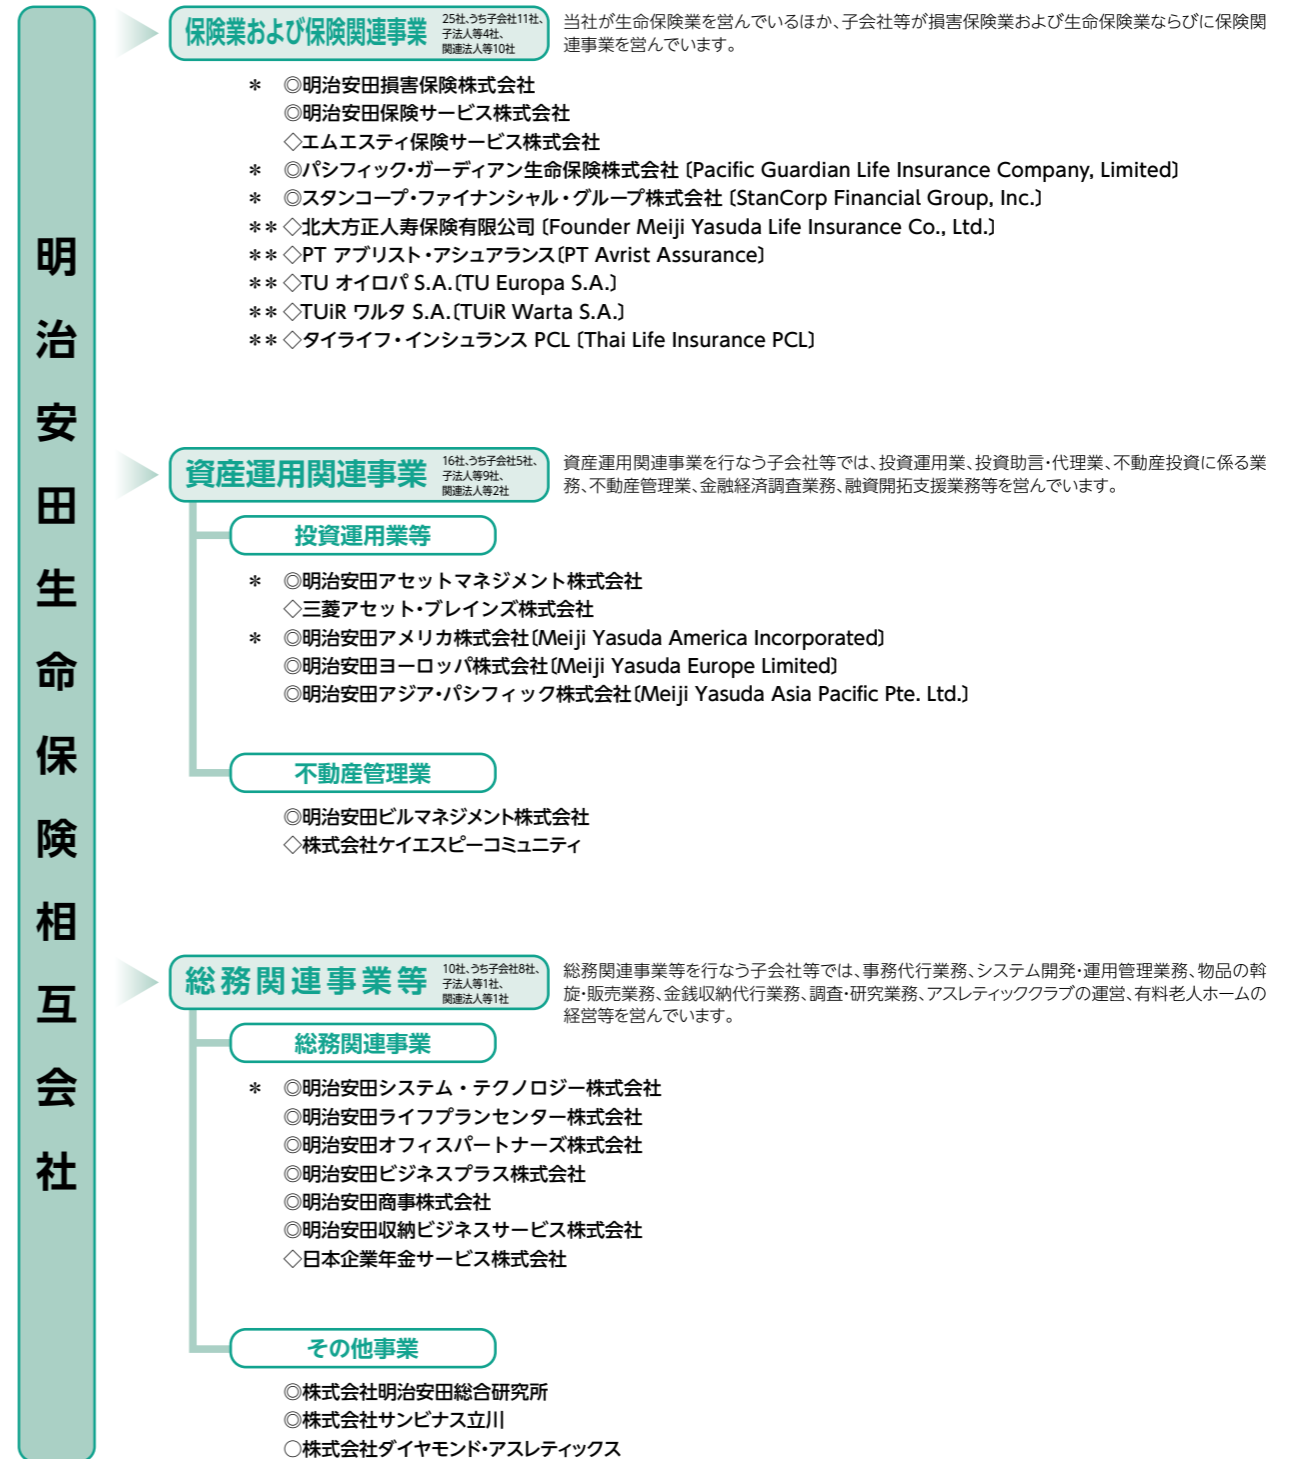 明治安田生命保険相互会社
保険業および保険関連事業
25社、うち子会社11社、
子法人等4社、
関連法人等10社
当社が生命保険業を営んでいるほか、子会社等が損害保険業および生命保険業ならびに保険関
連事業を営んでいます。
＊ ◎明治安田損害保険株式会社
◎明治安田保険サービス株式会社
◇エムエスティ保険サービス株式会社
＊ ◎パシフィック・ガーディアン生命保険株式会社〔Pacific Guardian Life Insurance Company, Limited〕
＊ ◎スタンコープ・ファイナンシャル・グループ株式会社〔StanCorp Financial Group, Inc.〕
＊＊◇北大方正人寿保険有限公司〔Founder Meiji Yasuda Life Insurance Co., Ltd.〕
＊＊◇PT アブリスト・アシュアランス〔PT Avrist Assurance〕
＊＊◇TU オイロパ S.A.〔TU Europa S.A.〕
＊＊◇TUiR ワルタ S.A.〔TUiR Warta S.A.〕
＊＊◇タイライフ・インシュランス PCL〔Thai Life Insurance PCL〕
資産運用関連事業
16社、うち子会社5社、
子法人等9社、
関連法人等2社
資産運用関連事業を行なう子会社等では、投資運用業、投資助言・代理業、不動産投資に係る業
務、不動産管理業、金融経済調査業務、融資開拓支援業務等を営んでいます。
投資運用業等
＊ ◎明治安田アセットマネジメント株式会社
◇三菱アセット・ブレインズ株式会社
＊ ◎明治安田アメリカ株式会社〔Meiji Yasuda America Incorporated〕
◎明治安田ヨーロッパ株式会社〔Meiji Yasuda Europe Limited〕
◎明治安田アジア・パシフィック株式会社〔Meiji Yasuda Asia Pacific Pte. Ltd.〕
不動産管理業
◎明治安田ビルマネジメント株式会社
◇株式会社ケイエスピーコミュニティ
総務関連事業等
10社、うち子会社8社、
子法人等1社、
関連法人等1社
総務関連事業等を行なう子会社等では、事務代行業務、システム開発・運用管理業務、物品の斡
旋・販売業務、金銭収納代行業務、調査・研究業務、アスレティッククラブの運営、有料老人ホームの
経営等を営んでいます。
総務関連事業
＊ ◎明治安田システム・テクノロジー株式会社
◎明治安田ライフプランセンター株式会社
◎明治安田オフィスパートナーズ株式会社
◎明治安田ビジネスプラス株式会社
◎明治安田商事株式会社
◎明治安田収納ビジネスサービス株式会社
◇日本企業年金サービス株式会社
その他事業
◎株式会社明治安田総合研究所
◎株式会社サンビナス立川
○株式会社ダイヤモンド・アスレティックス